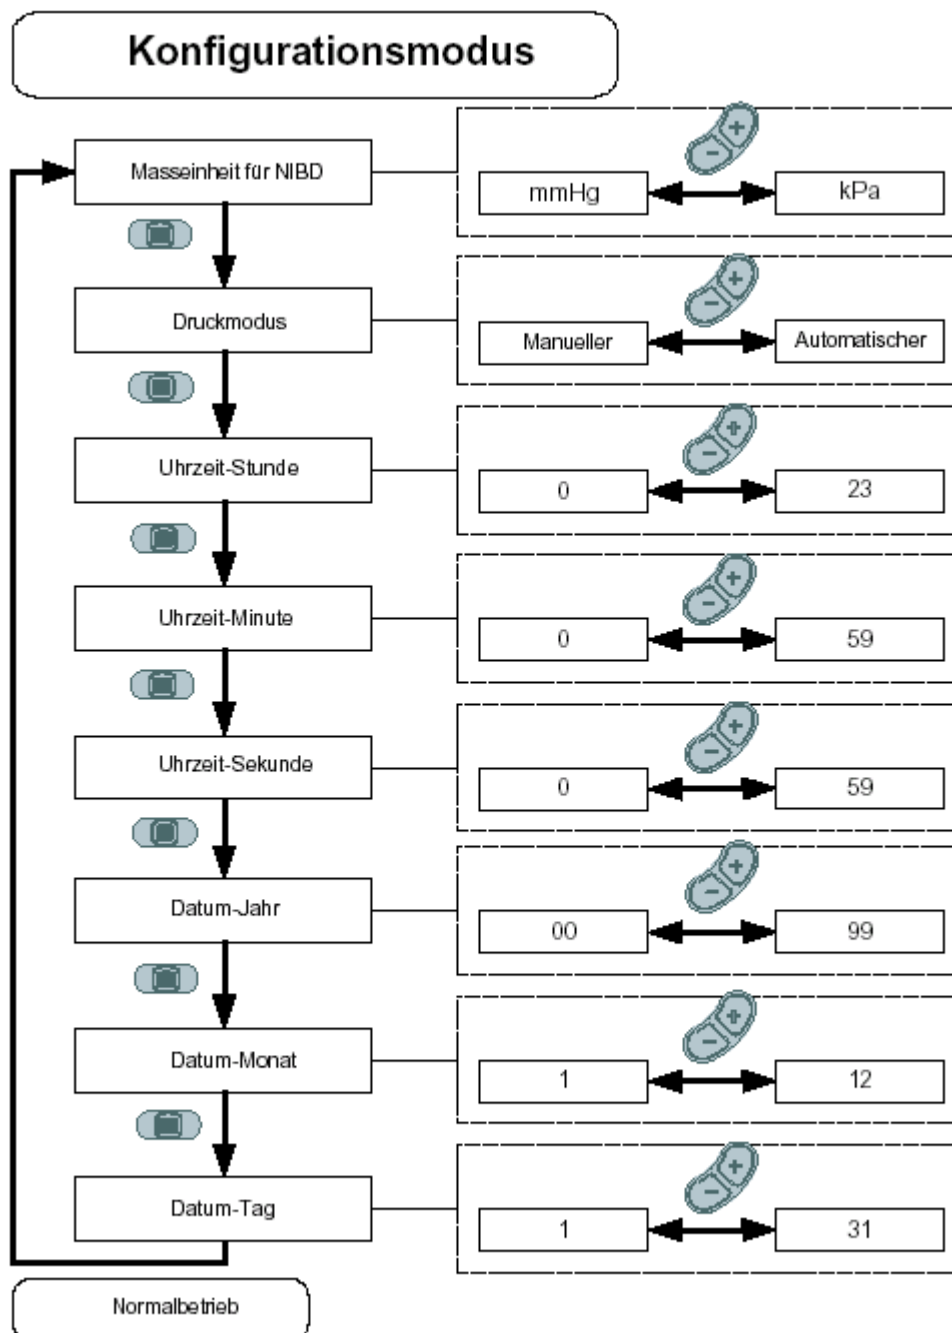 Konfigurationsmodus
Masseinheit für NIBD
mmHg
kPa
Druckmodus
Manueller
Automatischer
Uhrzeit-Stunde
0
23
Uhrzeit-Minute
0
59
Uhrzeit-Sekunde
0
59
Datum-Jahr
00
99
Datum-Monat
1
12
Datum-Tag
1
31
Normalbetrieb